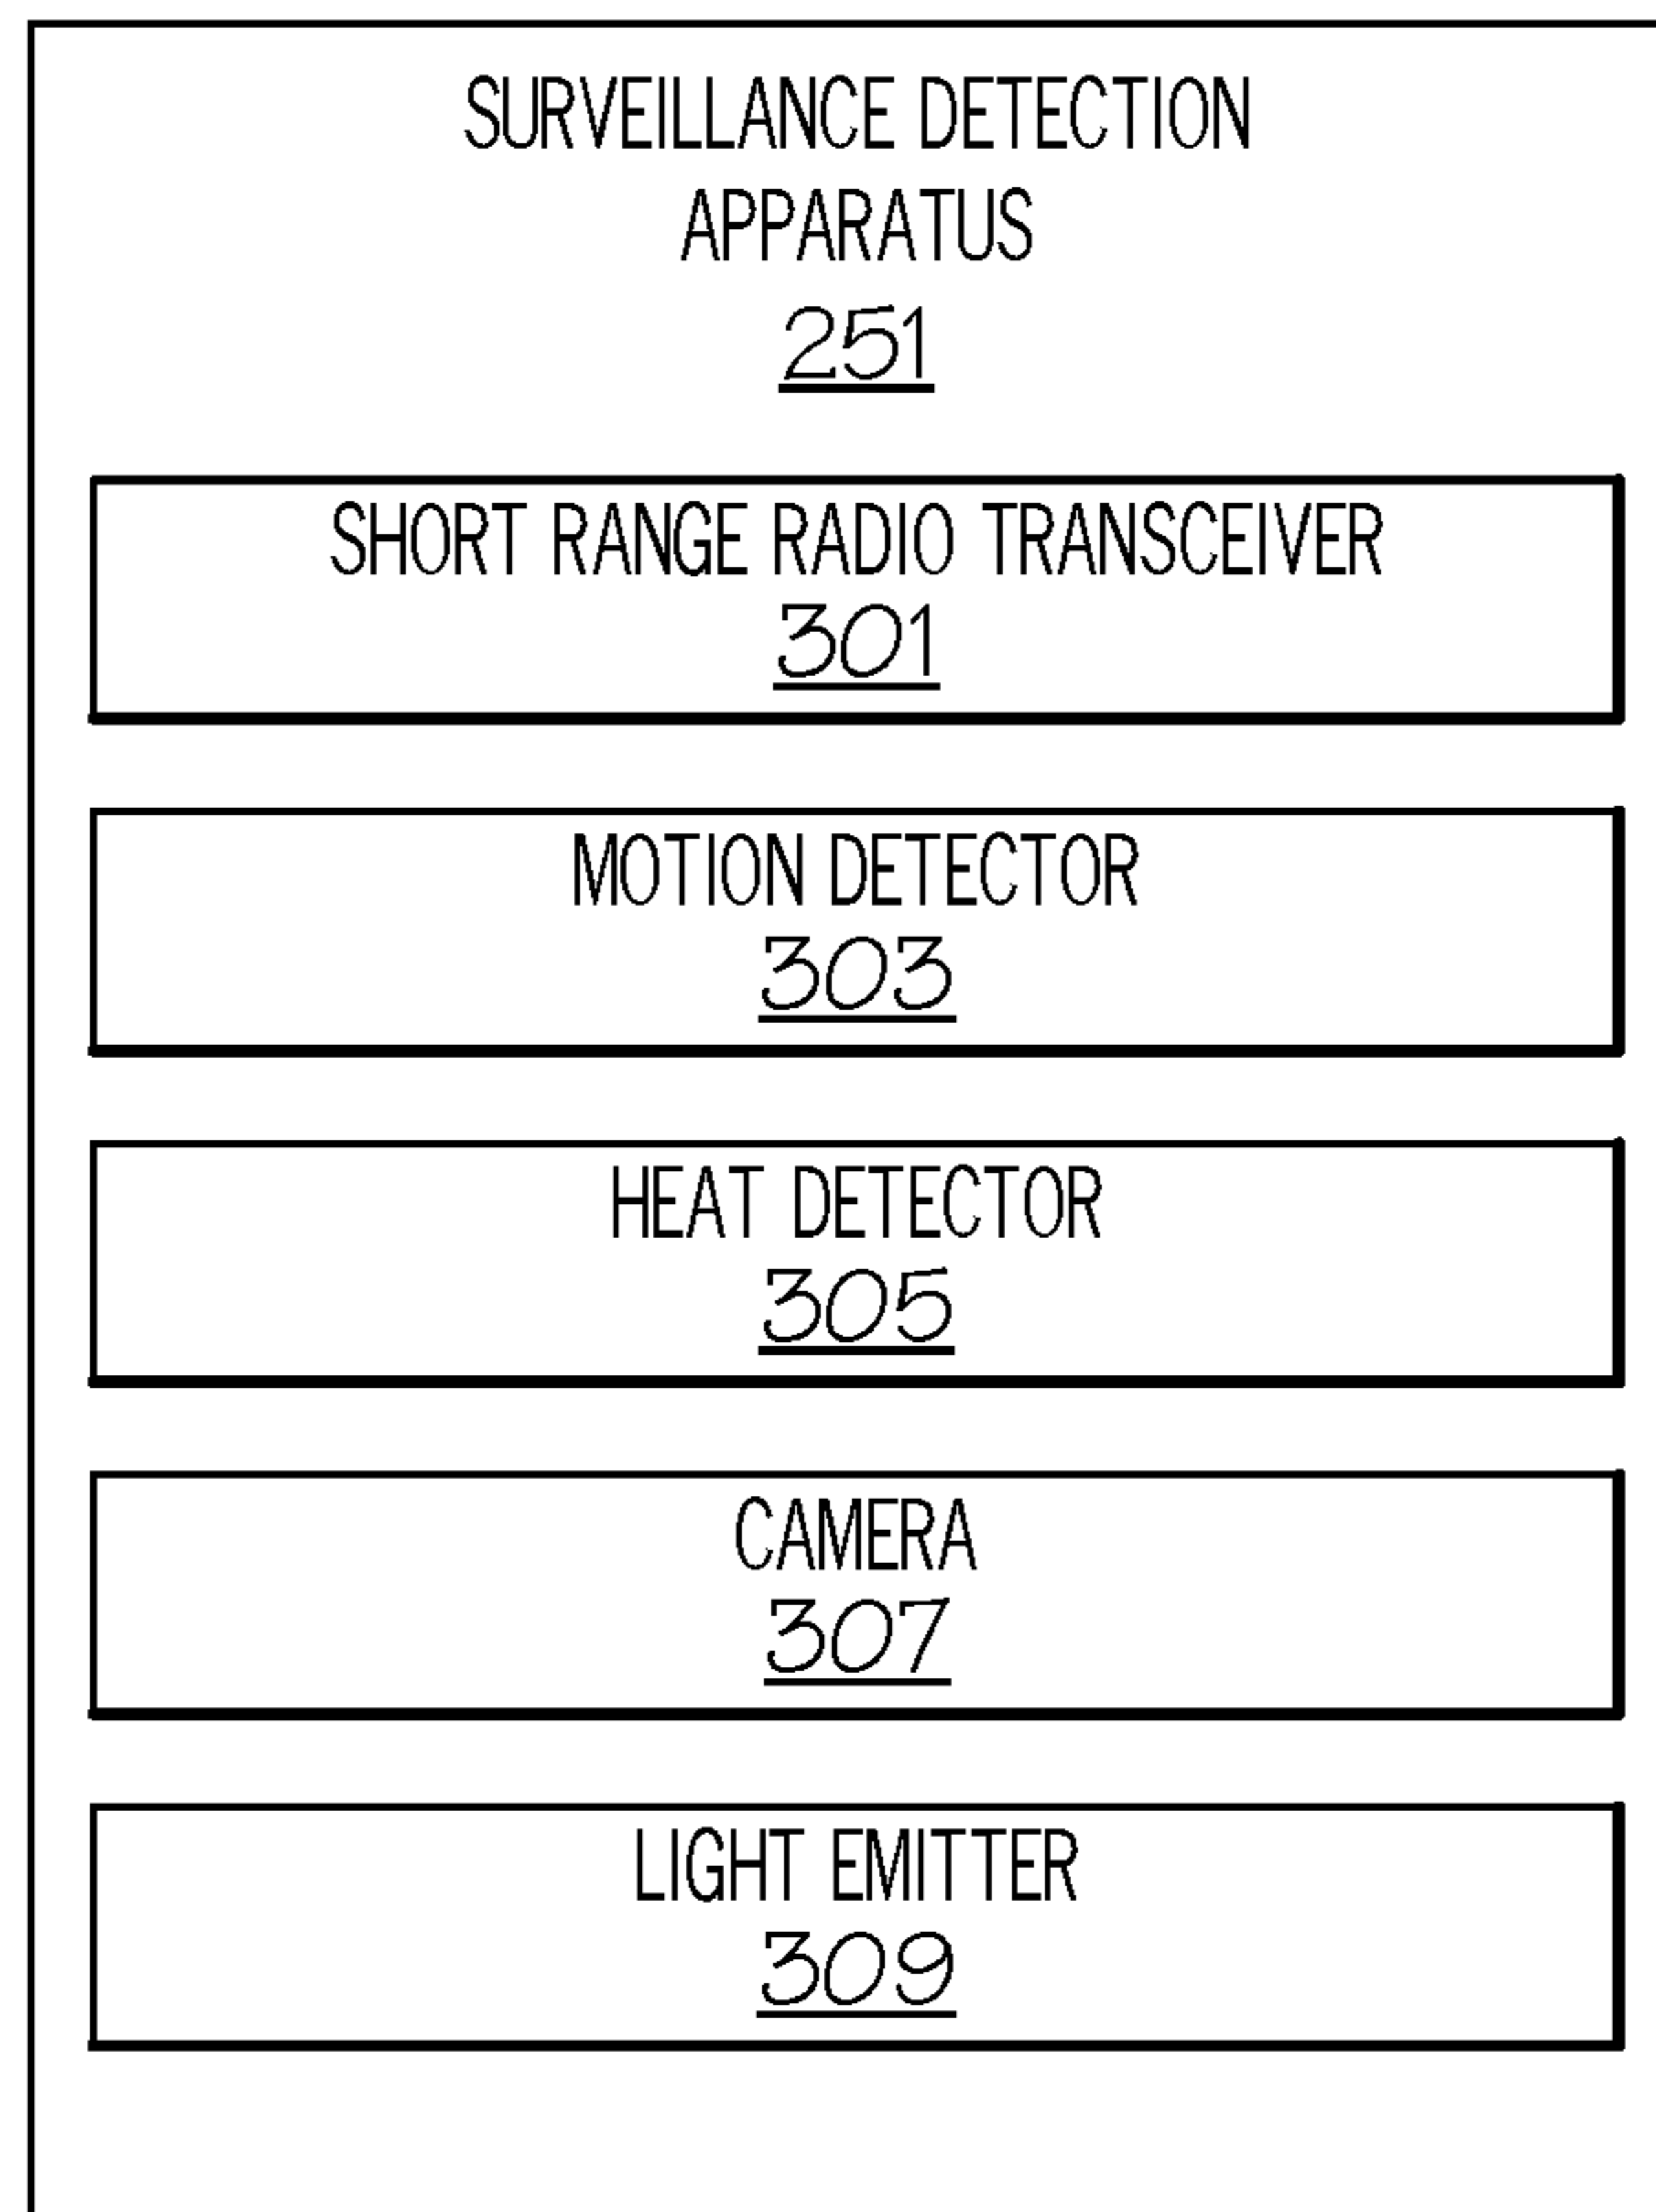 SURVEILLANCE DETECTION
APPARATUS
251
SHORT RANGE RADIO TRANSCEIVER
301
MOTION DETECTOR
303
HEAT DETECTOR
305
CAMERA
307
LIGHT EMITTER
309